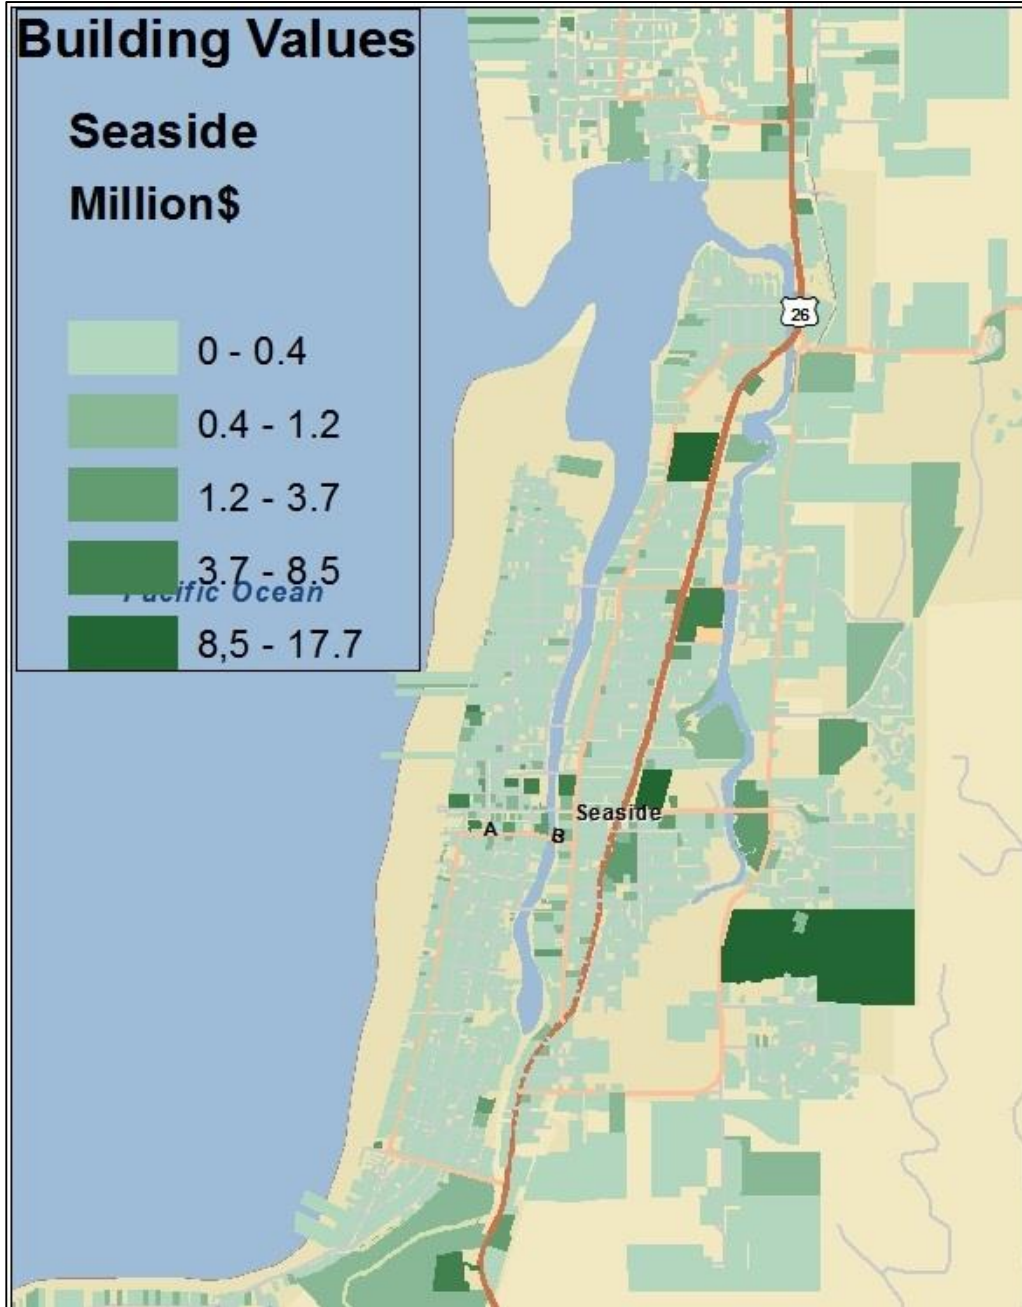 Building Values
Seaside
Million$
0 - 0.4
0.4 - 1.2
1.2 - 3.7
3.7 - 8.5
Pacific Ocean
8,5 - 17.7
26
Seaside
A
B